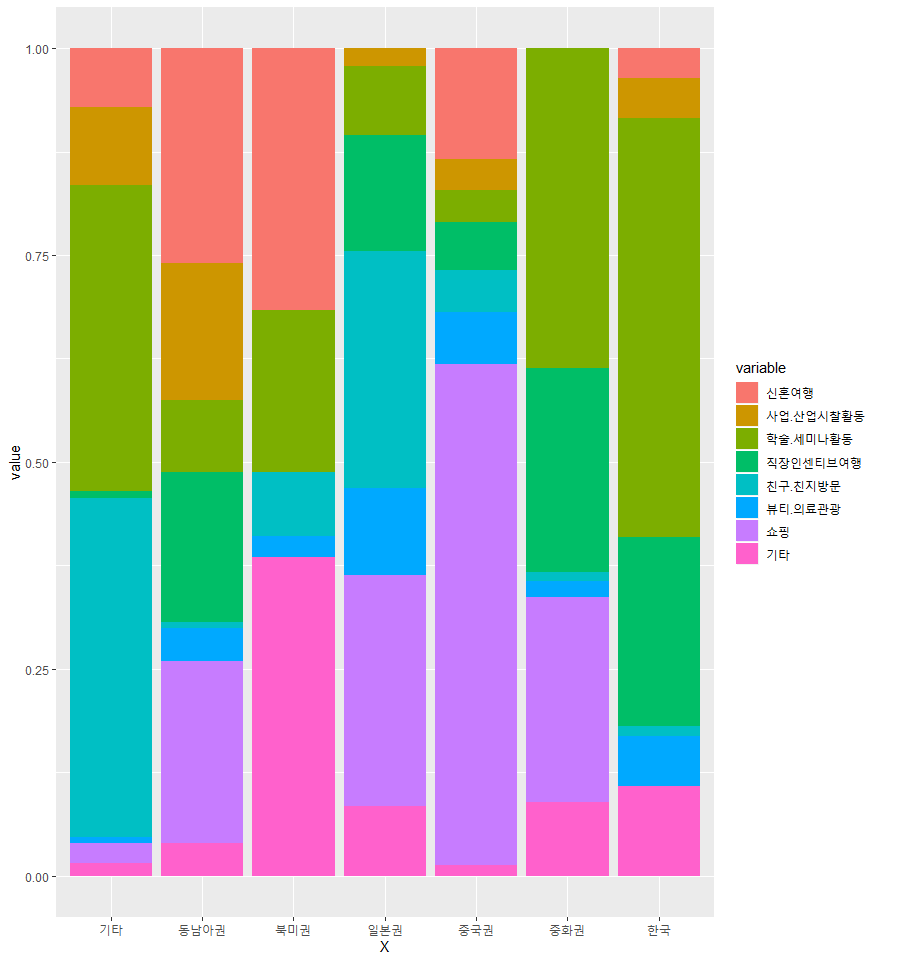 1.00
0.75
0.50
0.25
0.00
value
기타 동남아권 북미권 일본권 중국권 중화권 한국
X
variable
신혼여행
사업.산업시찰활동
학술.세미나활동
직장인센티브여행
친구.친지방문
뷰티.의료관광
쇼핑
기타